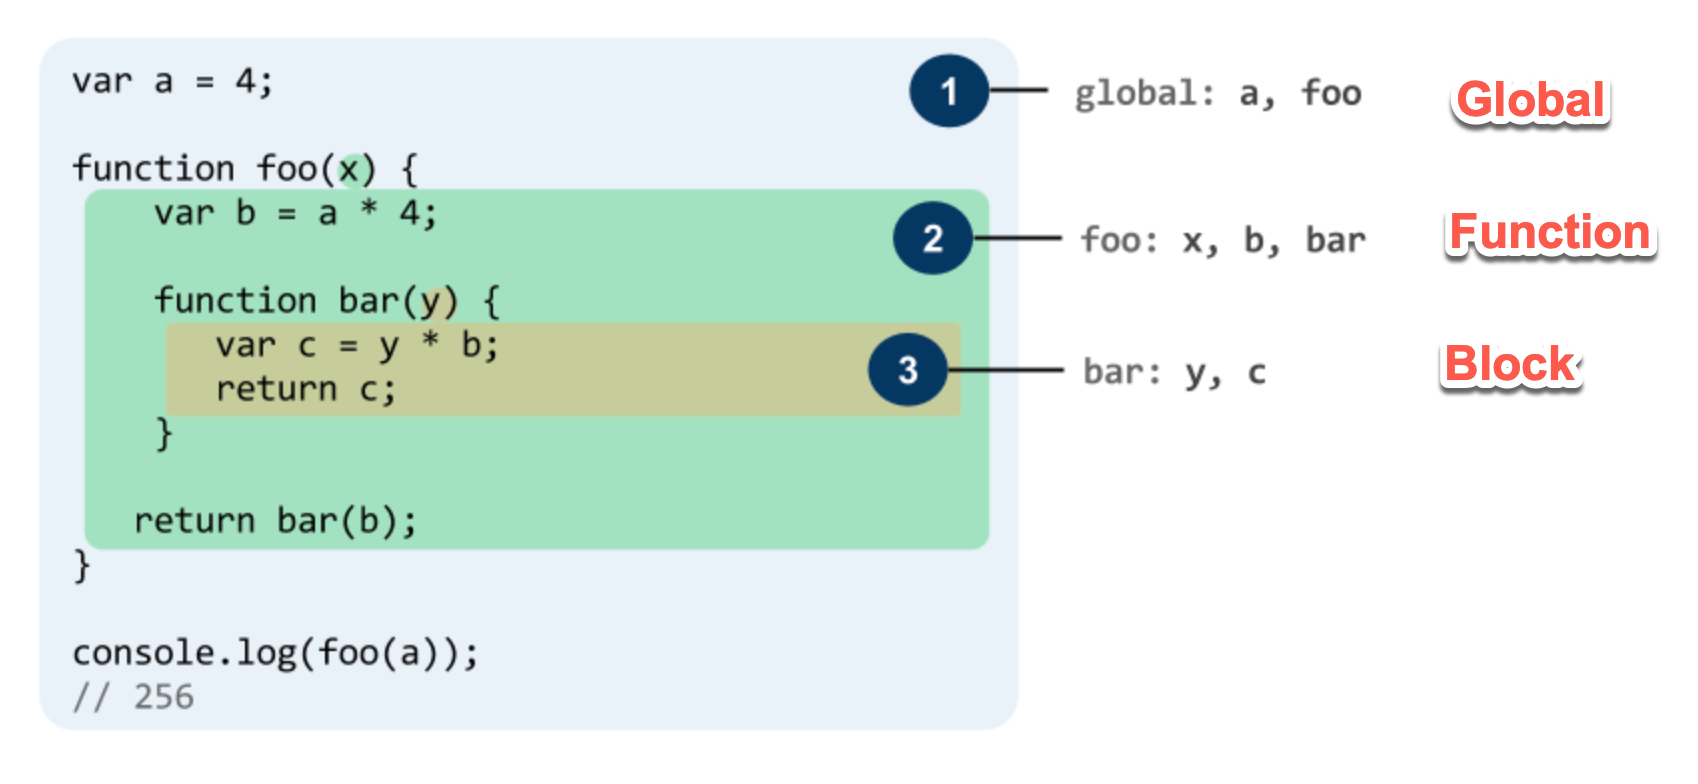 var a = 4;
1 global: a, foo Global
function foo(x) {
var b = a * 4;
2 foo: x, b, bar Function
function bar(y) {
var c = y * b;
3 bar: y, c Block
return c;
}
return bar(b);
}
console.log(foo(a));
// 256